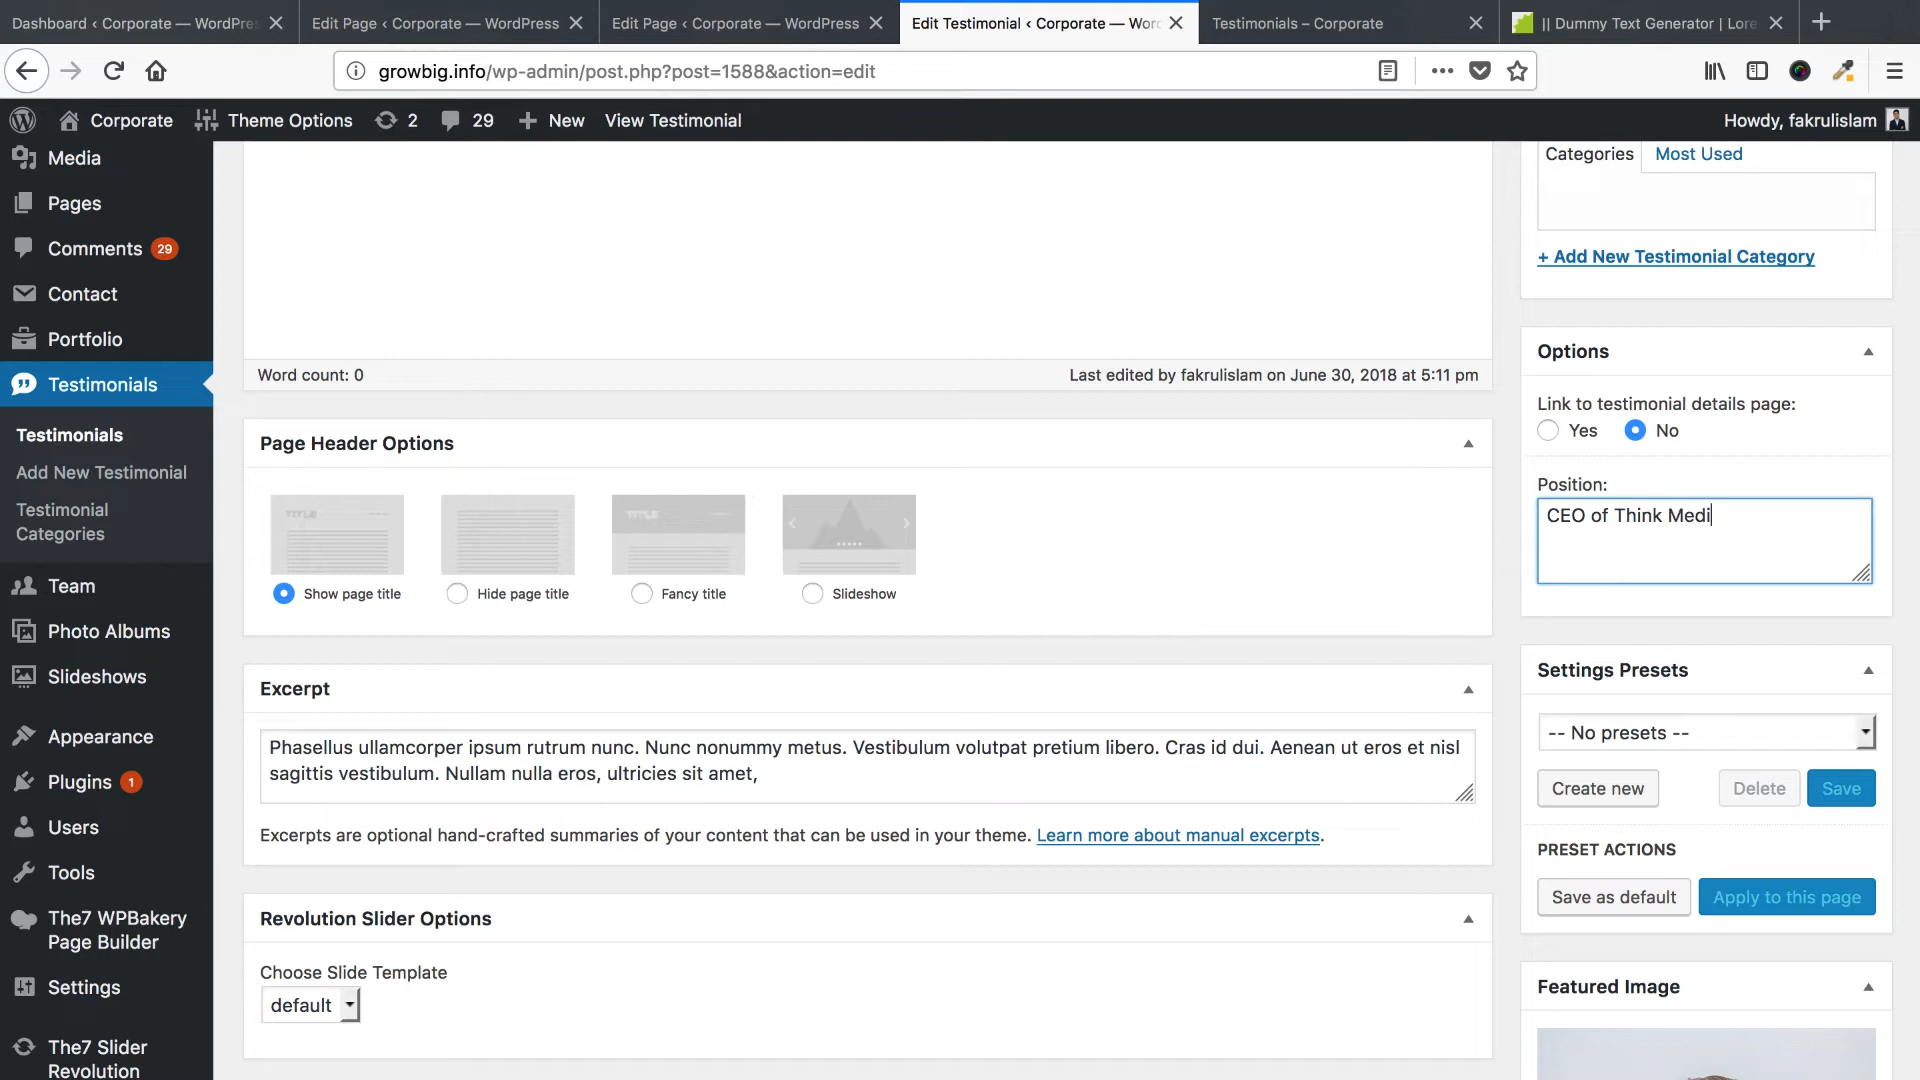 Dashboard ‹ Corporate — WordPre
Edit Page ‹ Corporate — WordPress
Edit Page ‹ Corporate — WordPress
Edit Testimonial ‹ Corporate — Wor
Testimonials – Corporate
|| Dummy Text Generator | Lore
growbig.info/wp-admin/post.php?post=1588&action=edit
Corporate
Theme Options
2
29
New
View Testimonial
Howdy, fakrulislam
Media
Pages
Comments 29
Contact
Portfolio
Testimonials
Testimonials
Add New Testimonial
Testimonial
Categories
Team
Photo Albums
Slideshows
Appearance
Plugins 1
Users
Tools
The7 WPBakery
Page Builder
Settings
The7 Slider
Revolution
Word count: 0
Last edited by fakrulislam on June 30, 2018 at 5:11 pm
Page Header Options
TITLE
TITLE
Show page title
Hide page title
Fancy title
Slideshow
Excerpt
Phasellus ullamcorper ipsum rutrum nunc. Nunc nonummy metus. Vestibulum volutpat pretium libero. Cras id dui. Aenean ut eros et nisl
sagittis vestibulum. Nullam nulla eros, ultricies sit amet,
Excerpts are optional hand-crafted summaries of your content that can be used in your theme. Learn more about manual excerpts.
Revolution Slider Options
Choose Slide Template
default
Categories
Most Used
+ Add New Testimonial Category
Options
Link to testimonial details page:
Yes
No
Position:
CEO of Think Medi
Settings Presets
-- No presets --
Create new
Delete
Save
PRESET ACTIONS
Save as default
Apply to this page
Featured Image